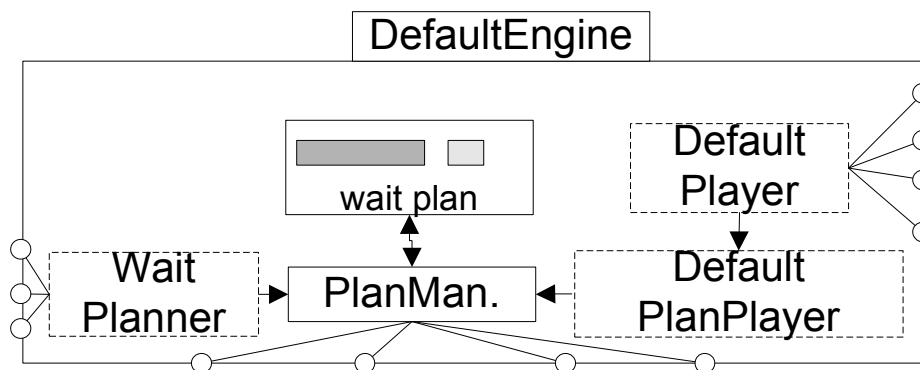 DefaultEngine
wait plan
Default
Player
Wait
Planner
PlanMan.
Default
PlanPlayer